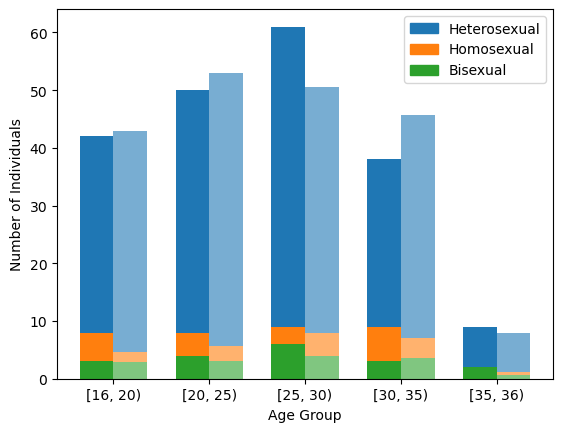 Heterosexual
Homosexual
Bisexual
Number of Individuals
60
50
40
30
20
10
0
[16, 20)
[20, 25)
[25, 30)
[30, 35)
[35, 36)
Age Group